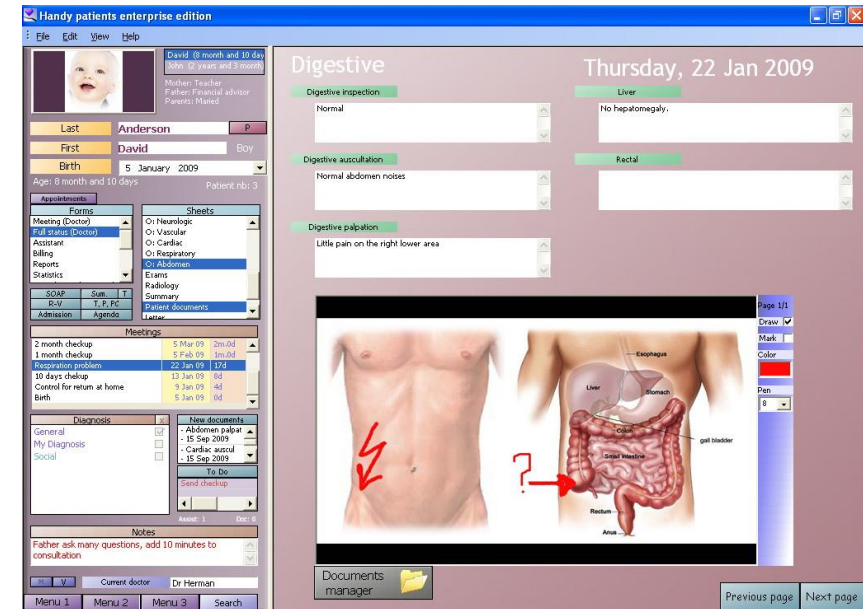 Handy patients enterprise edition
File Edit View Help
David (8 month and 10 day
John (2 years and 3 month)
Mother: Teacher
Father: Financial advisor
Parents: Maried
Last Anderson P
First David Boy
Birth 5 January 2009
Age: 8 month and 10 days Patient nb: 3
Appointments
Forms
Meeting (Doctor)
Full status (Doctor)
Assistant
Billing
Reports
Statistics
Sheets
O: Neurologic
O: Vascular
O: Cardiac
O: Respiratory
O: Abdomen
Exams
Radiology
Summary
Patient documents
Letter
SOAP Sum. T
R-V T, P, PC
Admission Agenda
Meetings
2 month checkup 5 Mar 09 2m.0d
1 month checkup 5 Feb 09 1m.0d
Respiration problem 22 Jan 09 17d
10 days chekup 13 Jan 09 8d
Control for return at home 9 Jan 09 4d
Birth 5 Jan 09 0d
Diagnosis x
General
My Diagnosis
Social
New documents
- Abdomen palpat
- 15 Sep 2009
- Cardiac auscul
- 15 Sep 2009
To Do
Send checkup
Assist: 1 Doc: 0
Notes
Father ask many questions, add 10 minutes to
consultation
V Current doctor Dr Herman
Menu 1 Menu 2 Menu 3 Search
Digestive Thursday, 22 Jan 2009
Digestive inspection
Normal
Liver
No hepatomegaly.
Digestive auscultation
Normal abdomen noises
Rectal
Digestive palpation
Little pain on the right lower area
Page 1/1
Draw
Mark
Color
Pen
8
Esophagus
Liver
Stomach
Colon
gall bladder
Small intestine
?
Rectum
Anus
Documents
manager
Previous page Next page